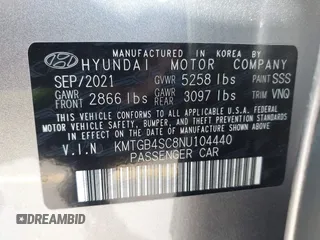 MANUFACTURED IN KOREA BY
HYUNDAI MOTOR COMPANY
SEP/2021 GVWR 5258 lbs PAINT SSS
GAWR FRONT 2866 lbs GAWR REAR 3097 lbs TRIM VNQ
THIS VEHICLE CONFORMS TO ALL APPLICABLE U.S.
FEDERAL MOTOR VEHICLE SAFETY, BUMPER, AND THEFT
PREVENTION STANDARDS IN EFFECT ON THE DATE OF
MANUFACTURE SHOWN ABOVE.
V.I.N. KMTGB4SC8NU104440
PASSENGER CAR
DREAMBID